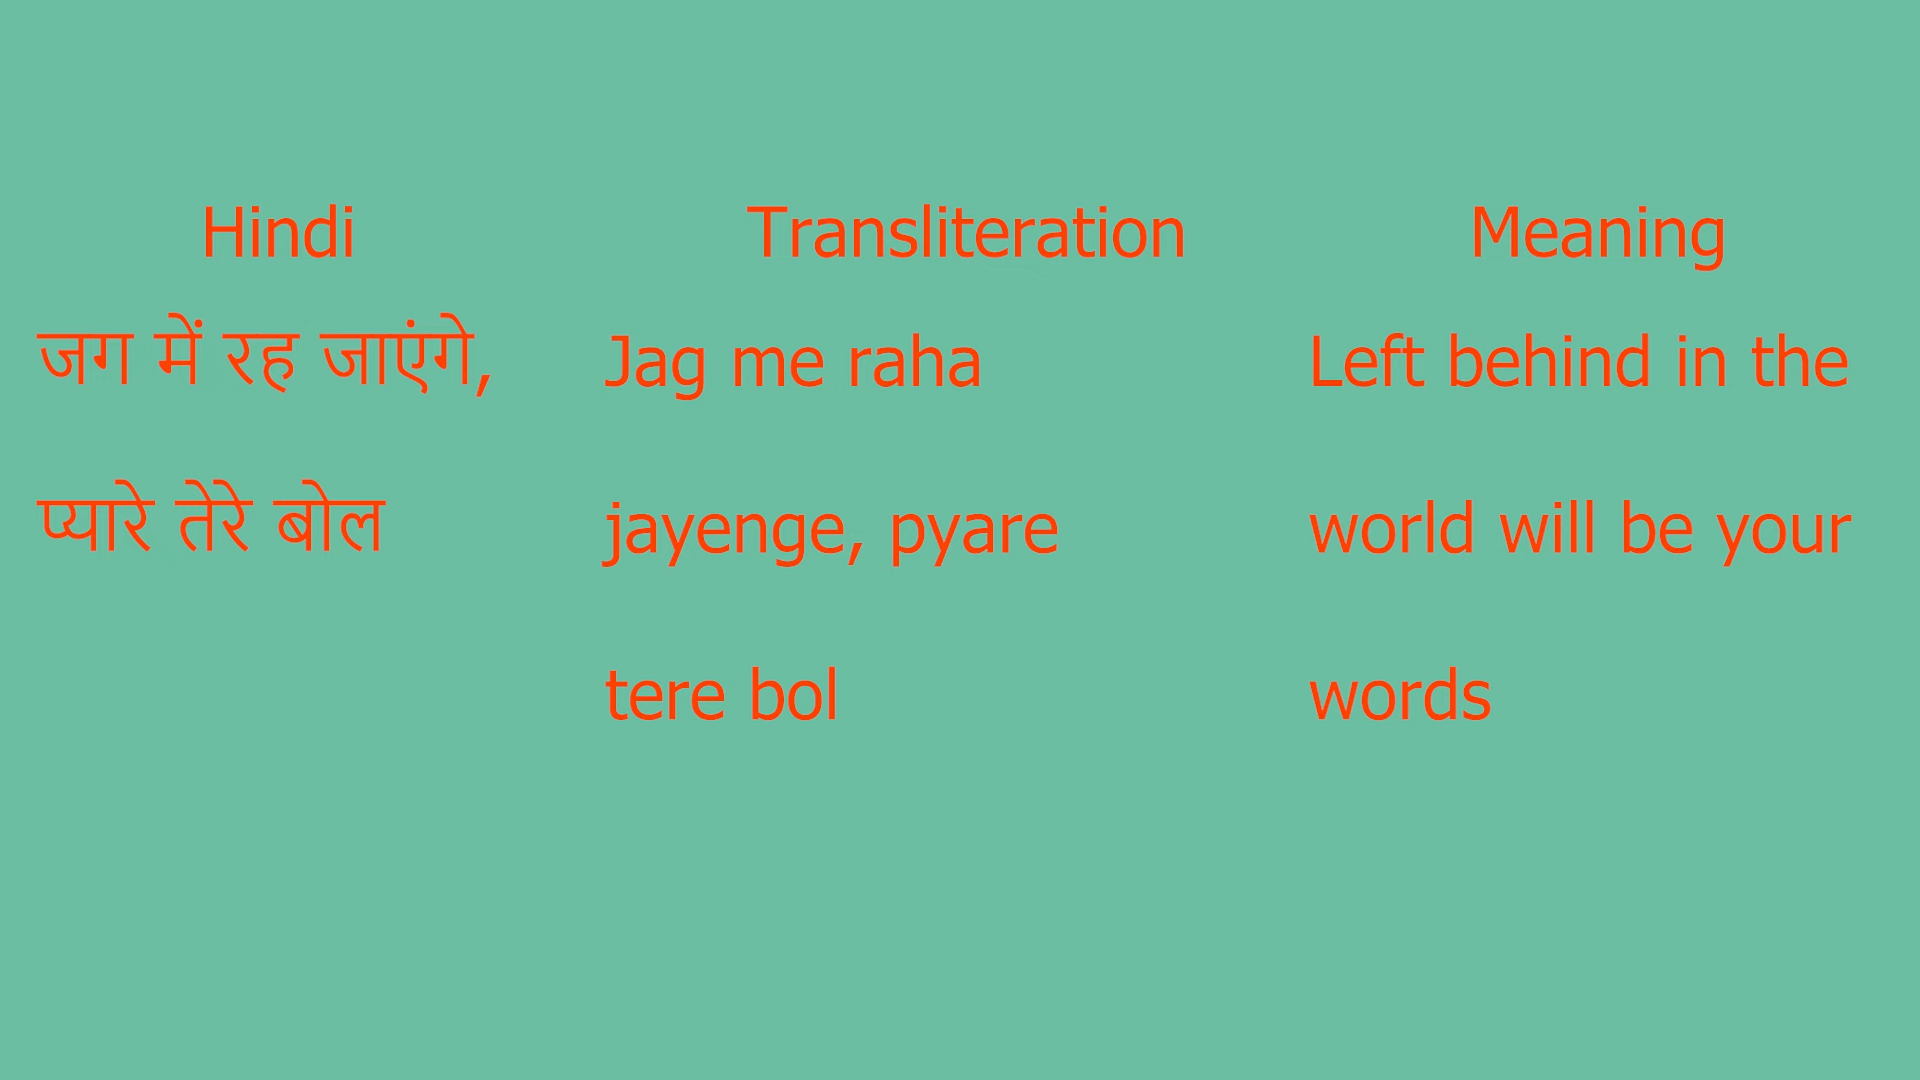 Hindi Transliteration Meaning
जग में रह जाएंगे, Jag me raha Left behind in the
प्यारे तेरे बोल jayenge, pyare world will be your
tere bol words